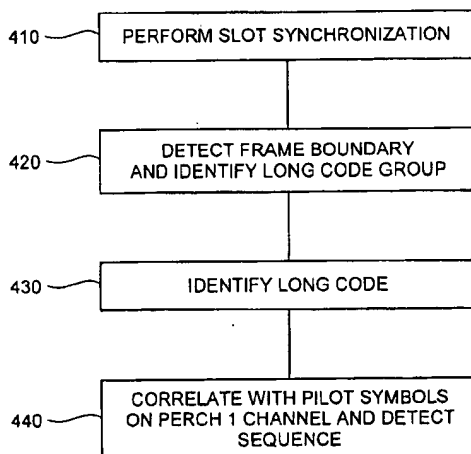 410
PERFORM SLOT SYNCHRONIZATION
420
DETECT FRAME BOUNDARY
AND IDENTIFY LONG CODE GROUP
430
IDENTIFY LONG CODE
440
CORRELATE WITH PILOT SYMBOLS
ON PERCH 1 CHANNEL AND DETECT
SEQUENCE